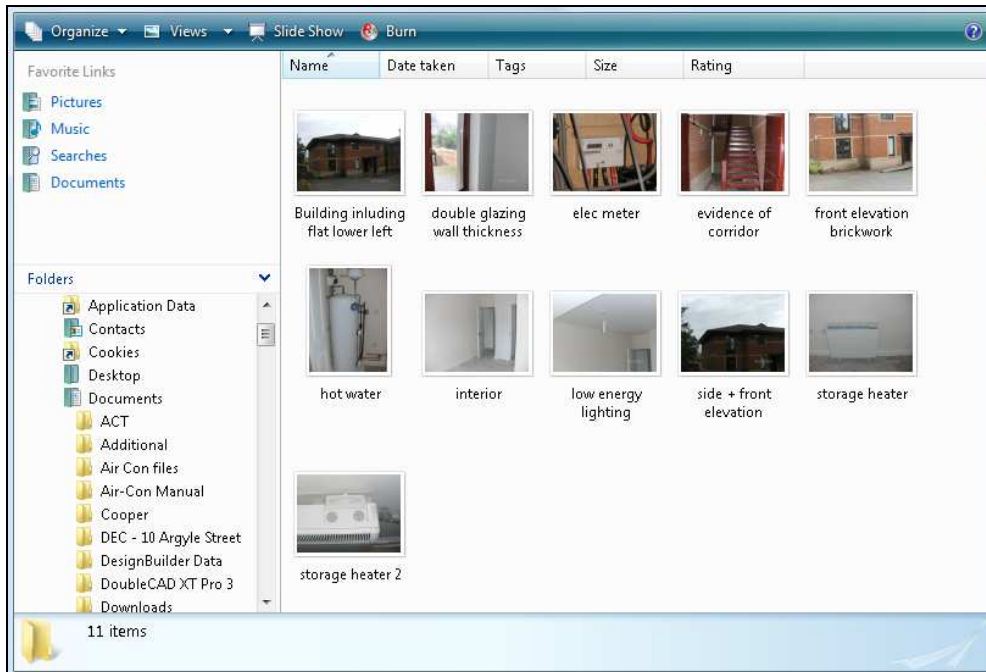 Organize Views Slide Show Burn
Favorite Links
Pictures
Music
Searches
Documents
Folders
Application Data
Contacts
Cookies
Desktop
Documents
ACT
Additional
Air Con files
Air-Con Manual
Cooper
DEC - 10 Argyle Street
DesignBuilder Data
DoubleCAD XT Pro 3
Downloads
Name Date taken Tags Size Rating
Building inluding
flat lower left
double glazing
wall thickness
elec meter
evidence of
corridor
front elevation
brickwork
hot water
interior
low energy
lighting
side + front
elevation
storage heater
storage heater 2
11 items